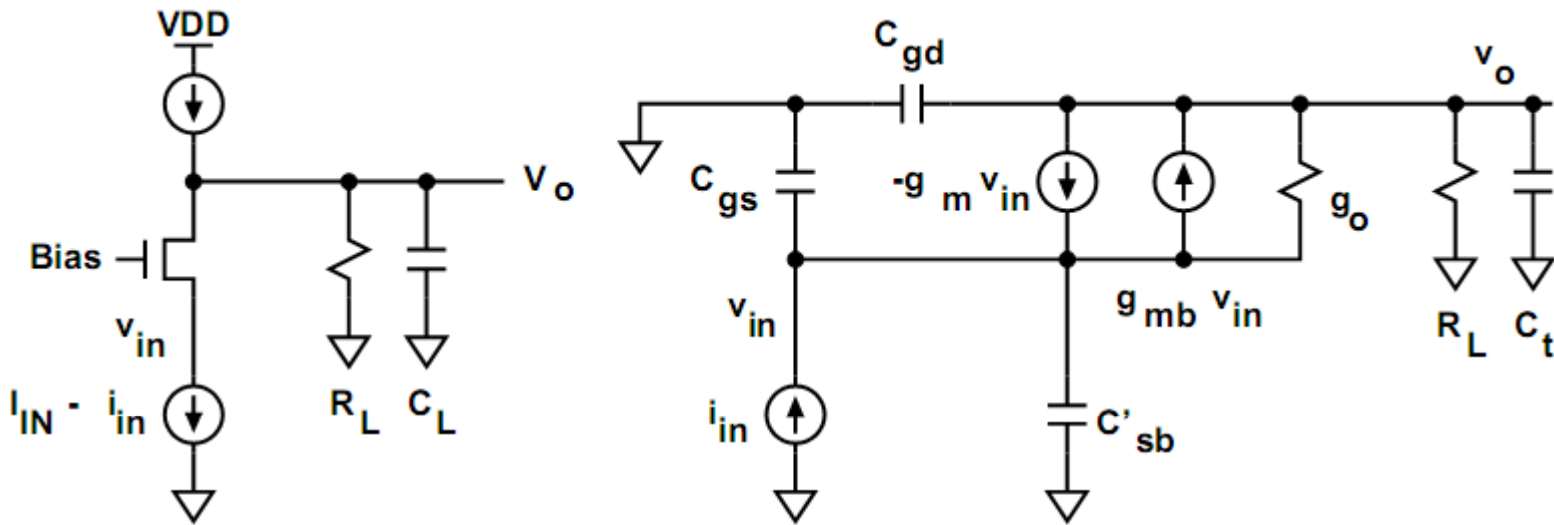 VDD
Bias
v in
I IN - i in
R L
C L
V o
C gd
C gs
v in
i in
-g m v in
g mb v in
C' sb
g o
v o
R L
C t